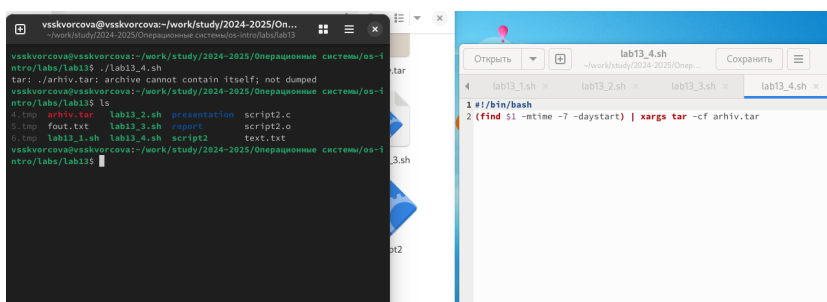 vsskvorcova@vsskvorcova:~/work/study/2024-2025/Оп...
~/work/study/2024-2025/Операционные системы/os-intro/labs/lab13
vsskvorcova@vsskvorcova:~/work/study/2024-2025/Операционные системы/os-i
ntro/labs/lab13$ ./lab13_4.sh
tar: ./arhiv.tar: archive cannot contain itself; not dumped
vsskvorcova@vsskvorcova:~/work/study/2024-2025/Операционные системы/os-i
ntro/labs/lab13$ ls
4.tmp arhiv.tar lab13_2.sh presentation script2.c
5.tmp fout.txt lab13_3.sh report script2.o
6.tmp lab13_1.sh lab13_4.sh script2 text.txt
vsskvorcova@vsskvorcova:~/work/study/2024-2025/Операционные системы/os-i
ntro/labs/lab13$
.tar
_3.sh
pt2
Открыть
lab13_4.sh
~/work/study/2024-2025/Опер...
Сохранить
lab13_1.sh
lab13_2.sh
lab13_3.sh
lab13_4.sh
1 #!/bin/bash
2 (find $1 -mtime -7 -daystart) | xargs tar -cf arhiv.tar